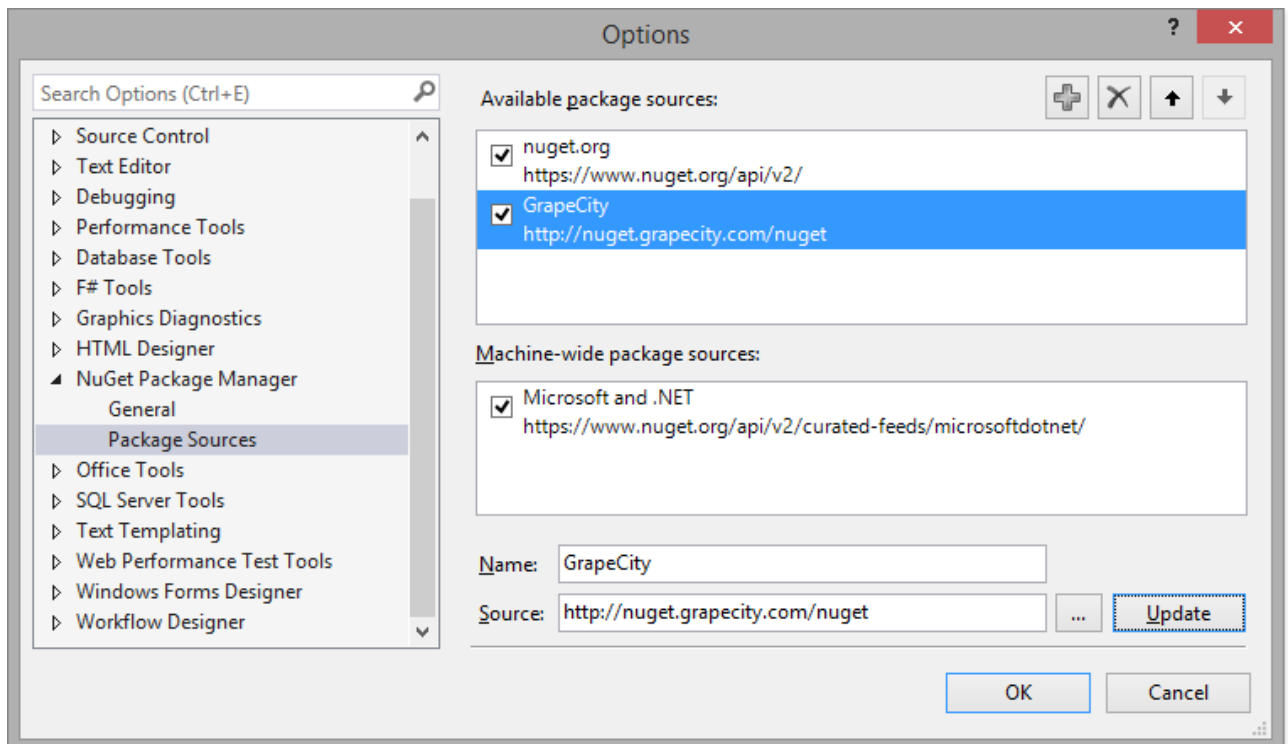 Options
?
Search Options (Ctrl+E)
Source Control
Text Editor
Debugging
Performance Tools
Database Tools
F# Tools
Graphics Diagnostics
HTML Designer
NuGet Package Manager
General
Package Sources
Office Tools
SQL Server Tools
Text Templating
Web Performance Test Tools
Windows Forms Designer
Workflow Designer
Available package sources:
nuget.org
https://www.nuget.org/api/v2/
GrapeCity
http://nuget.grapecity.com/nuget
Machine-wide package sources:
Microsoft and .NET
https://www.nuget.org/api/v2/curated-feeds/microsoftdotnet/
Name: GrapeCity
Source: http://nuget.grapecity.com/nuget ... Update
OK Cancel